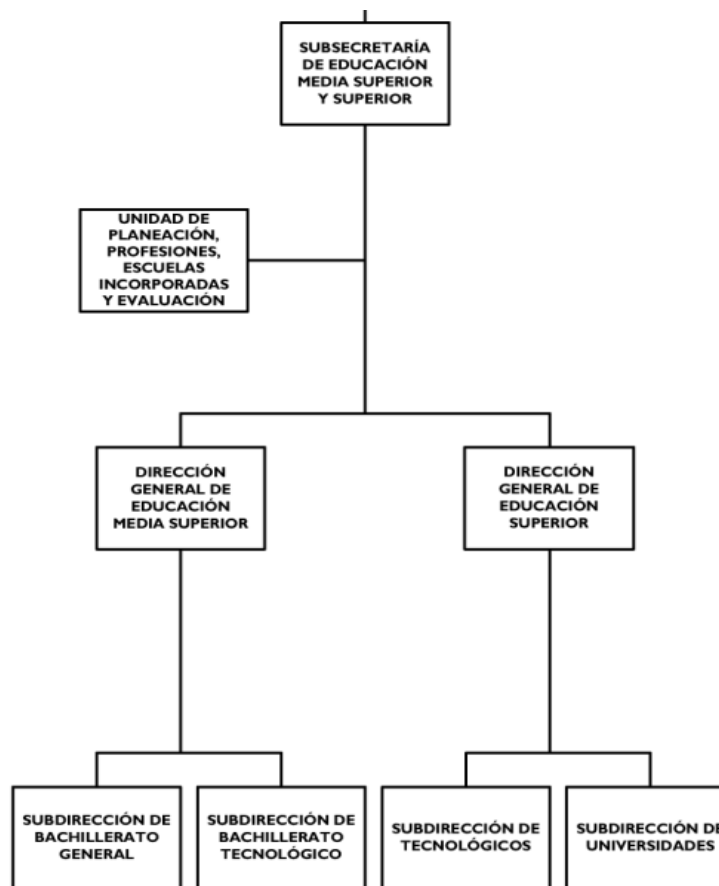 SUBSECRETARÍA
DE EDUCACIÓN
MEDIA SUPERIOR
Y SUPERIOR
UNIDAD DE
PLANEACIÓN,
PROFESIONES,
ESCUELAS
INCORPORADAS
Y EVALUACIÓN
DIRECCIÓN
GENERAL DE
EDUCACIÓN
MEDIA SUPERIOR
DIRECCIÓN
GENERAL DE
EDUCACIÓN
SUPERIOR
SUBDIRECCIÓN DE
BACHILLERATO
GENERAL
SUBDIRECCIÓN DE
BACHILLERATO
TECNOLÓGICO
SUBDIRECCIÓN DE
TECNOLÓGICOS
SUBDIRECCIÓN DE
UNIVERSIDADES